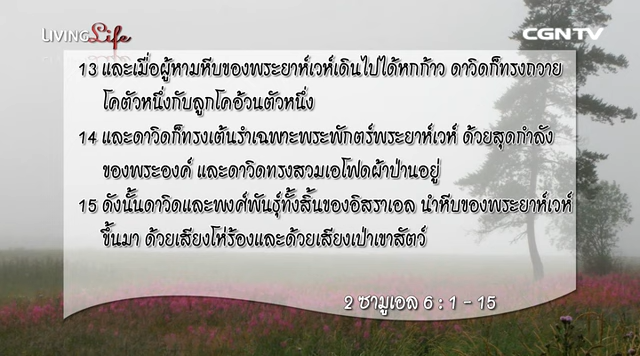 LIVING Life
CGNTV
13 และเมื่อผู้หามหีบของพระยาห์เวห์เดินไปได้หกก้าว ดาวิดก็ทรงถวาย
โคตัวหนึ่งกับลูกโคอ้วนตัวหนึ่ง
14 และดาวิดก็ทรงเต้นรำเฉพาะพระพักตร์พระยาห์เวห์ ด้วยสุดกำลัง
ของพระองค์ และดาวิดทรงสวมเอโฟดผ้าป่านอยู่
15 ดังนั้นดาวิดและพงศ์พันธุ์ทั้งสิ้นของอิสราเอล นำหีบของพระยาห์เวห์
ขึ้นมา ด้วยเสียงโห่ร้องและด้วยเสียงเป่าเขาสัตว์
2 ซามูเอล 6 : 1 - 15